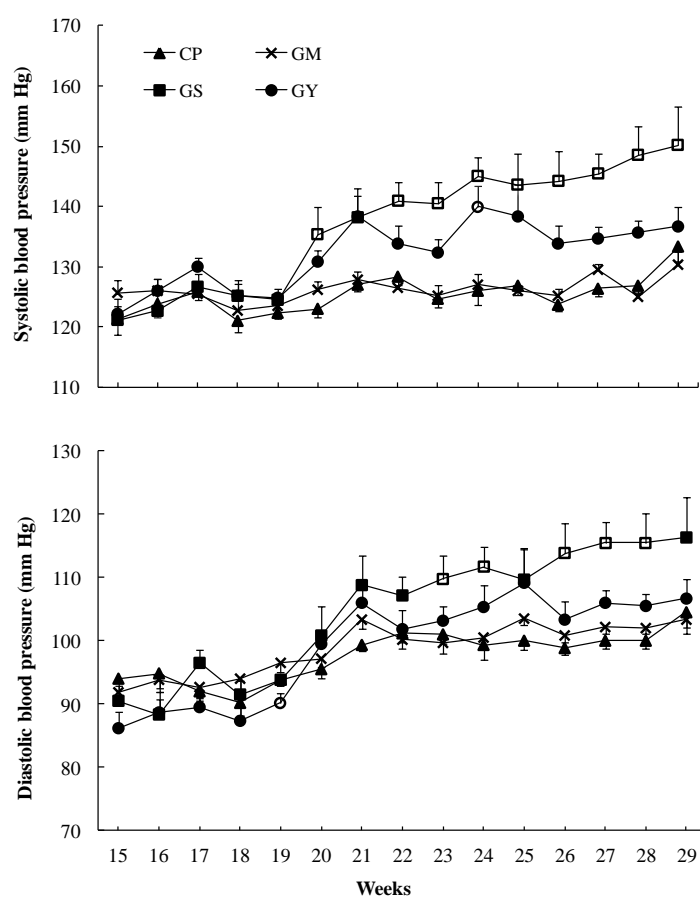 170
160
150
140
130
120
110
Systolic blood pressure (mm Hg)
CP GM
GS GY
130
120
110
100
90
80
70
Diastolic blood pressure (mm Hg)
15 16 17 18 19 20 21 22 23 24 25 26 27 28 29
Weeks